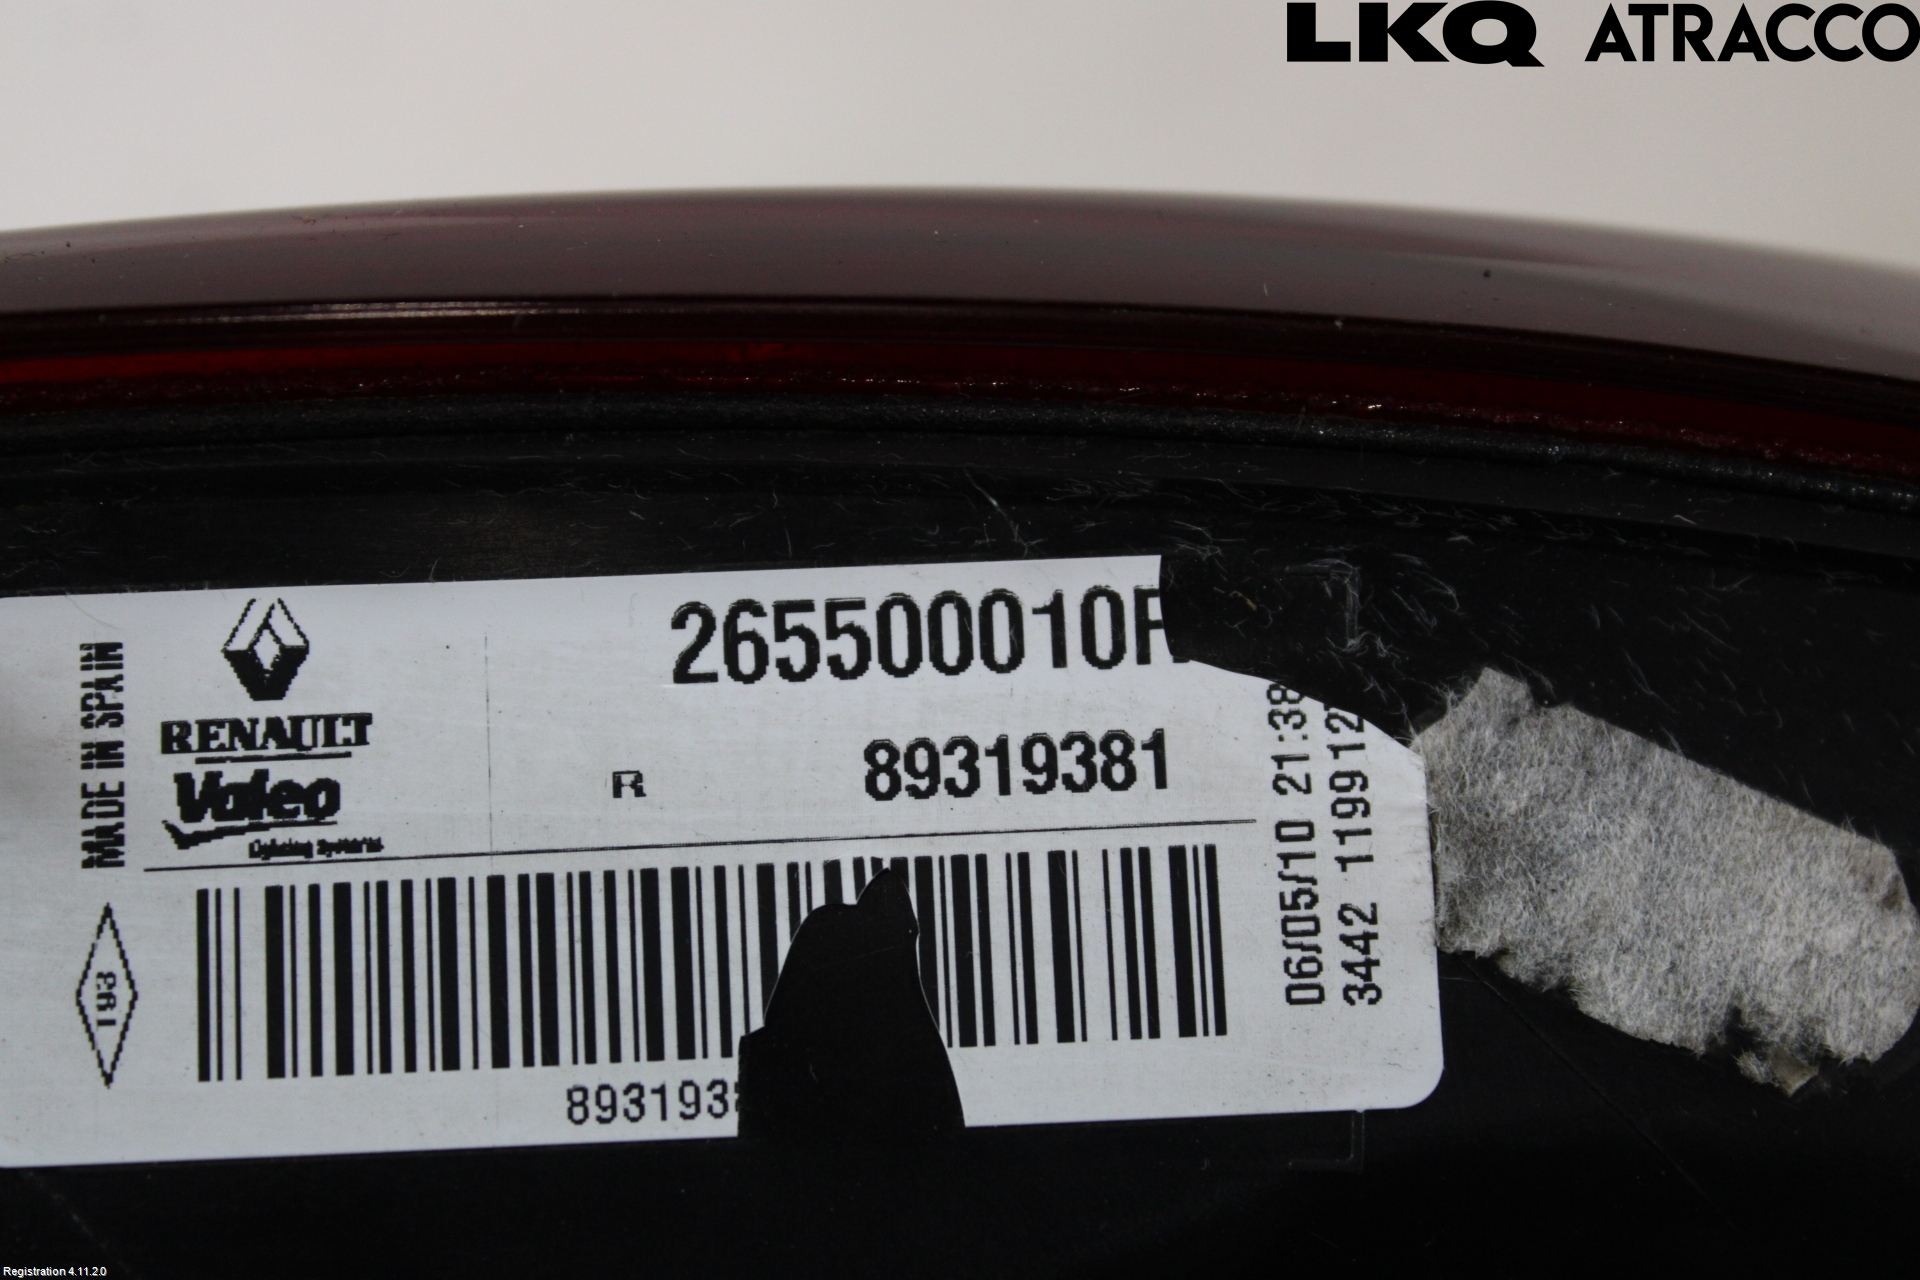 LKQ ATRACCO
MADE IN SPAIN
RENAULT
Valeo
265500010R
R
89319381
06/05/10 21:38
3442 119912
193
893193
Registration 4.11.2.0